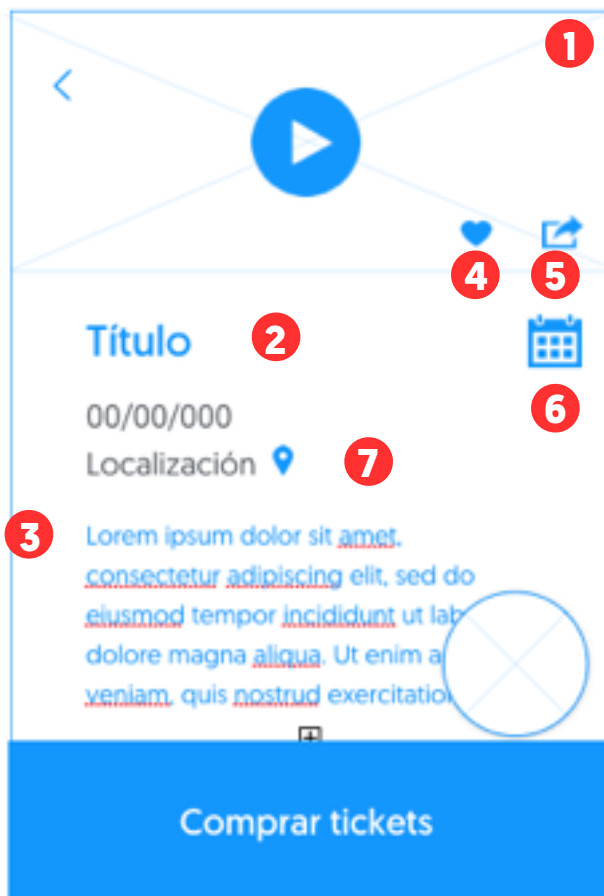 1
4 5
Título 2
6
00/00/000
Localización 7
3 Lorem ipsum dolor sit amet,
consectetur adipiscing elit, sed do
eiusmod tempor incididunt ut lab
dolore magna aliqua. Ut enim a
veniam, quis nostrud exercitation
Comprar tickets